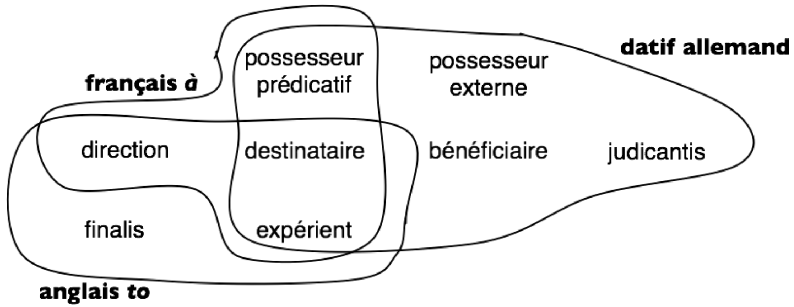 datif allemand
possesseur
prédicatif
possesseur
externe
français à
direction
destinataire
bénéficiaire
judicantis
finalis
expérient
anglais to